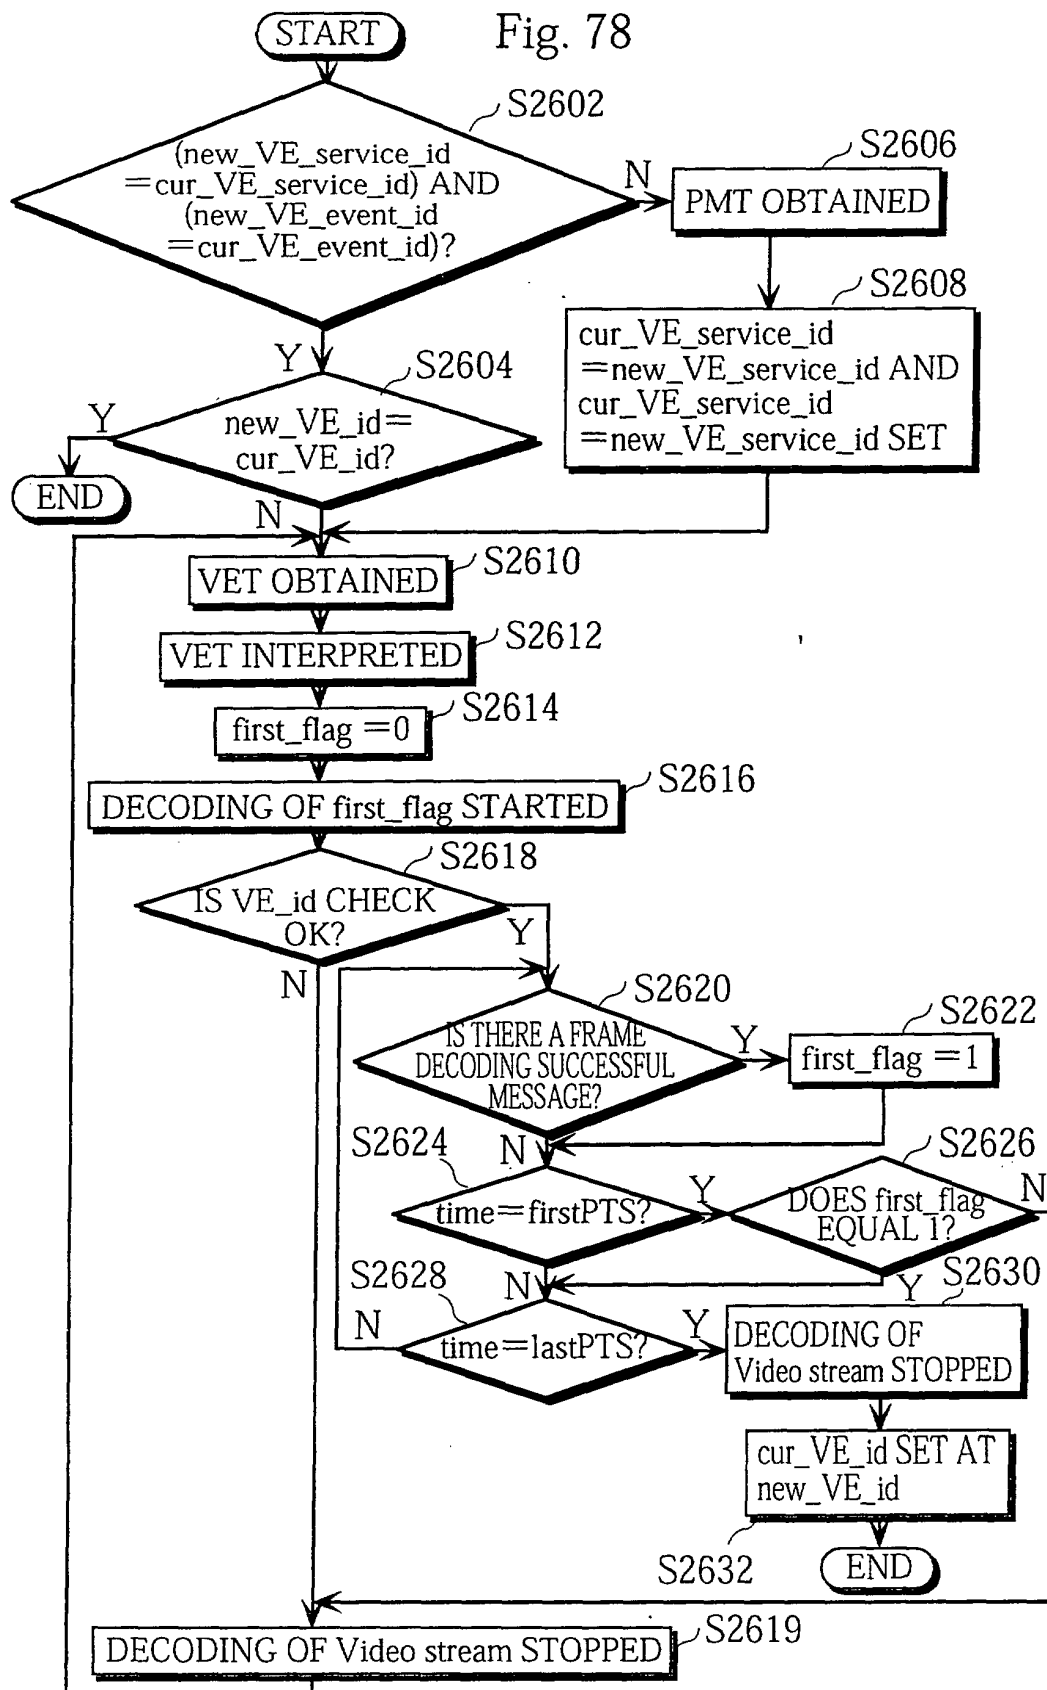 START
Fig. 78
S2602
(new_VE_service_id
=cur_VE_service_id) AND
(new_VE_event_id
=cur_VE_event_id)?
N
S2606
PMT OBTAINED
S2608
cur_VE_service_id
=new_VE_service_id AND
cur_VE_service_id
=new_VE_service_id SET
Y
S2604
new_VE_id=
cur_VE_id?
Y
END
N
S2610
VET OBTAINED
S2612
VET INTERPRETED
S2614
first_flag =0
S2616
DECODING OF first_flag STARTED
S2618
IS VE_id CHECK
OK?
Y
N
S2620
IS THERE A FRAME
DECODING SUCCESSFUL
MESSAGE?
Y
S2622
first_flag =1
N
S2624
time=firstPTS?
Y
S2626
DOES first_flag
EQUAL 1?
N
Y
N
S2628
time=lastPTS?
N
Y
S2630
DECODING OF
Video stream STOPPED
cur_VE_id SET AT
new_VE_id
S2632
END
S2619
DECODING OF Video stream STOPPED